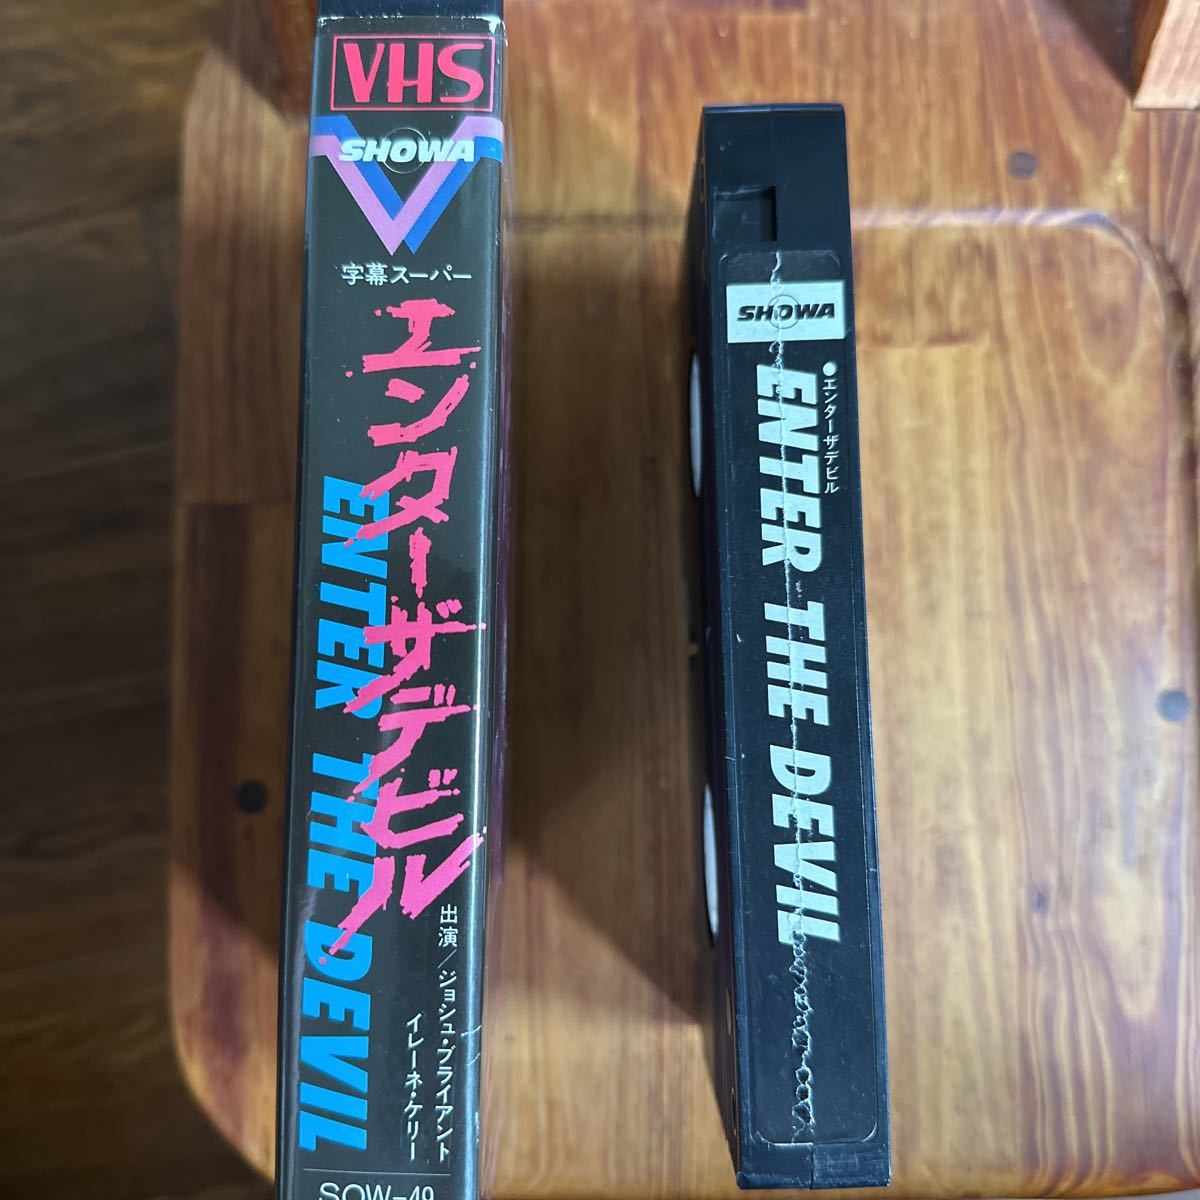 VHS
SHOWA
字幕スーパー
エンターザデビル
ENTER THE DEVIL
出演/ジョシュ・ブライアント
イレーネ・ケリー
SOW-49
SHOWA
●エンターザデビル
ENTER THE DEVIL